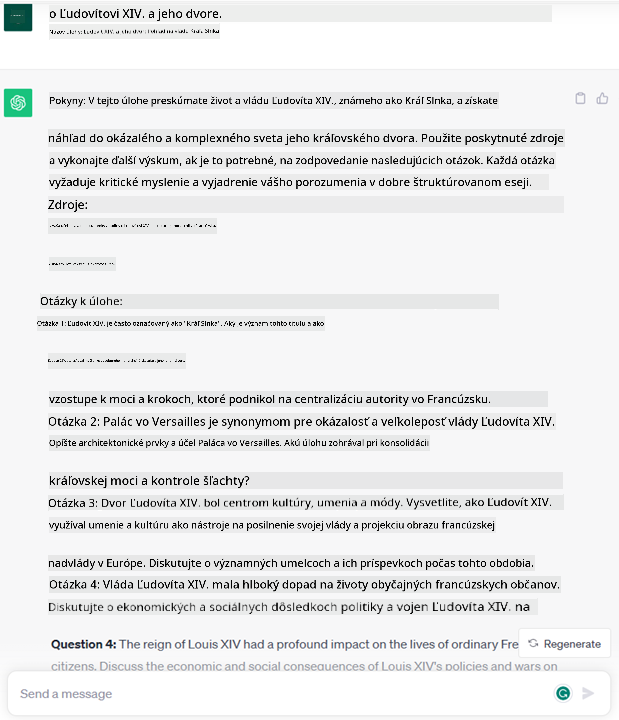 o Ľudovítovi XIV. a jeho dvore.
Pokyny: V tejto úlohe preskúmate život a vládu Ľudovíta XIV., známeho ako Kráľ Slnka, a získate
náhľad do okázalého a komplexného sveta jeho kráľovského dvora. Použite poskytnuté zdroje
a vykonajte ďalší výskum, ak je to potrebné, na zodpovedanie nasledujúcich otázok. Každá otázka
vyžaduje kritické myslenie a vyjadrenie vášho porozumenia v dobre štruktúrovanom eseji.
Zdroje:
Otázky k úlohe:
Otázka 1: Ľudovít XIV. je často označovaný ako "Kráľ Slnka". Aký je význam tohto titulu a ako
vzostupe k moci a krokoch, ktoré podnikol na centralizáciu autority vo Francúzsku.
Otázka 2: Palác vo Versailles je synonymom pre okázalosť a veľkoleposť vlády Ľudovíta XIV.
Opíšte architektonické prvky a účel Paláca vo Versailles. Akú úlohu zohrával pri konsolidácii
kráľovskej moci a kontrole šľachty?
Otázka 3: Dvor Ľudovíta XIV. bol centrom kultúry, umenia a módy. Vysvetlite, ako Ľudovít XIV.
využíval umenie a kultúru ako nástroje na posilnenie svojej vlády a projekciu obrazu francúzskej
nadvlády v Európe. Diskutujte o významných umelcoch a ich príspevkoch počas tohto obdobia.
Otázka 4: Vláda Ľudovíta XIV. mala hlboký dopad na životy obyčajných francúzskych občanov.
Diskutujte o ekonomických a sociálnych dôsledkoch politiky a vojen Ľudovíta XIV. na
Question 4: The reign of Louis XIV had a profound impact on the lives of ordinary Fre
Regenerate
citizens. Discuss the economic and social consequences of Louis XIV's policies and wars on
Send a message